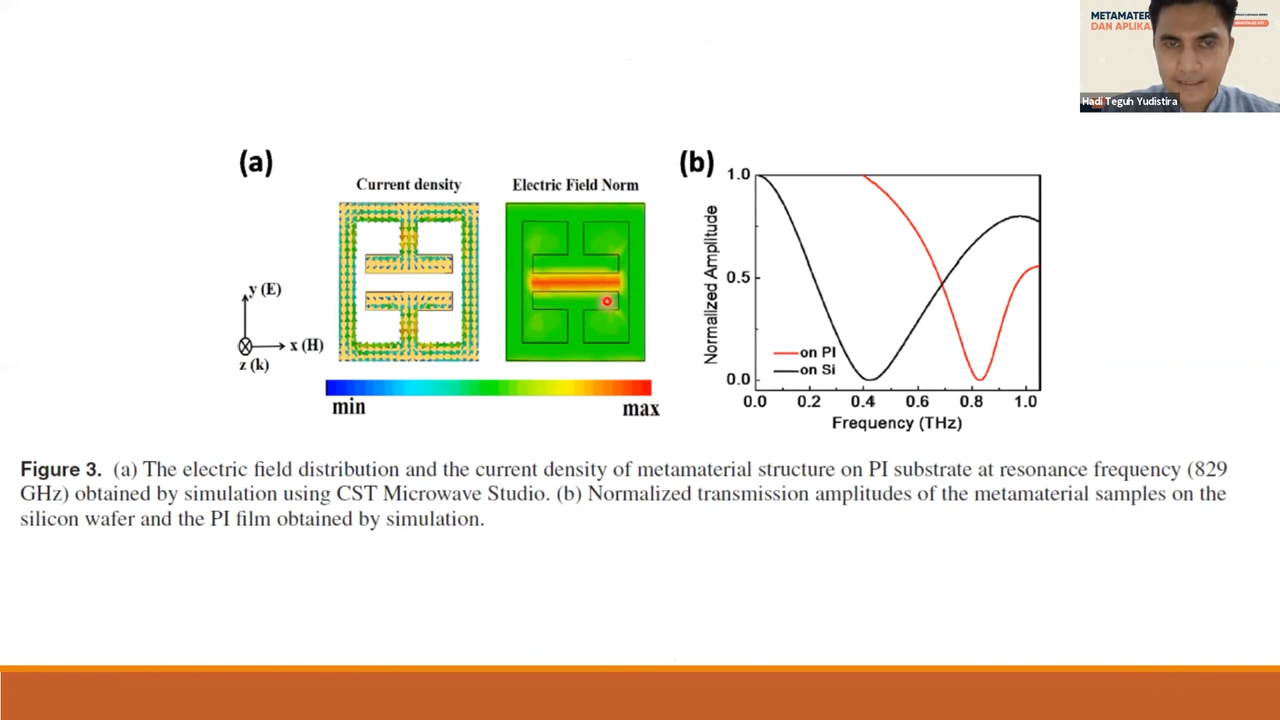 METAMATER
DAN APLIKA
Hadi Teguh Yudistira
(a)
Current density
Electric Field Norm
y (E)
x (H)
z (k)
min
max
(b)
1.0
0.5
0.0
Normalized Amplitude
on PI
on Si
0.0 0.2 0.4 0.6 0.8 1.0
Frequency (THz)
Figure 3. (a) The electric field distribution and the current density of metamaterial structure on PI substrate at resonance frequency (829
GHz) obtained by simulation using CST Microwave Studio. (b) Normalized transmission amplitudes of the metamaterial samples on the
silicon wafer and the PI film obtained by simulation.